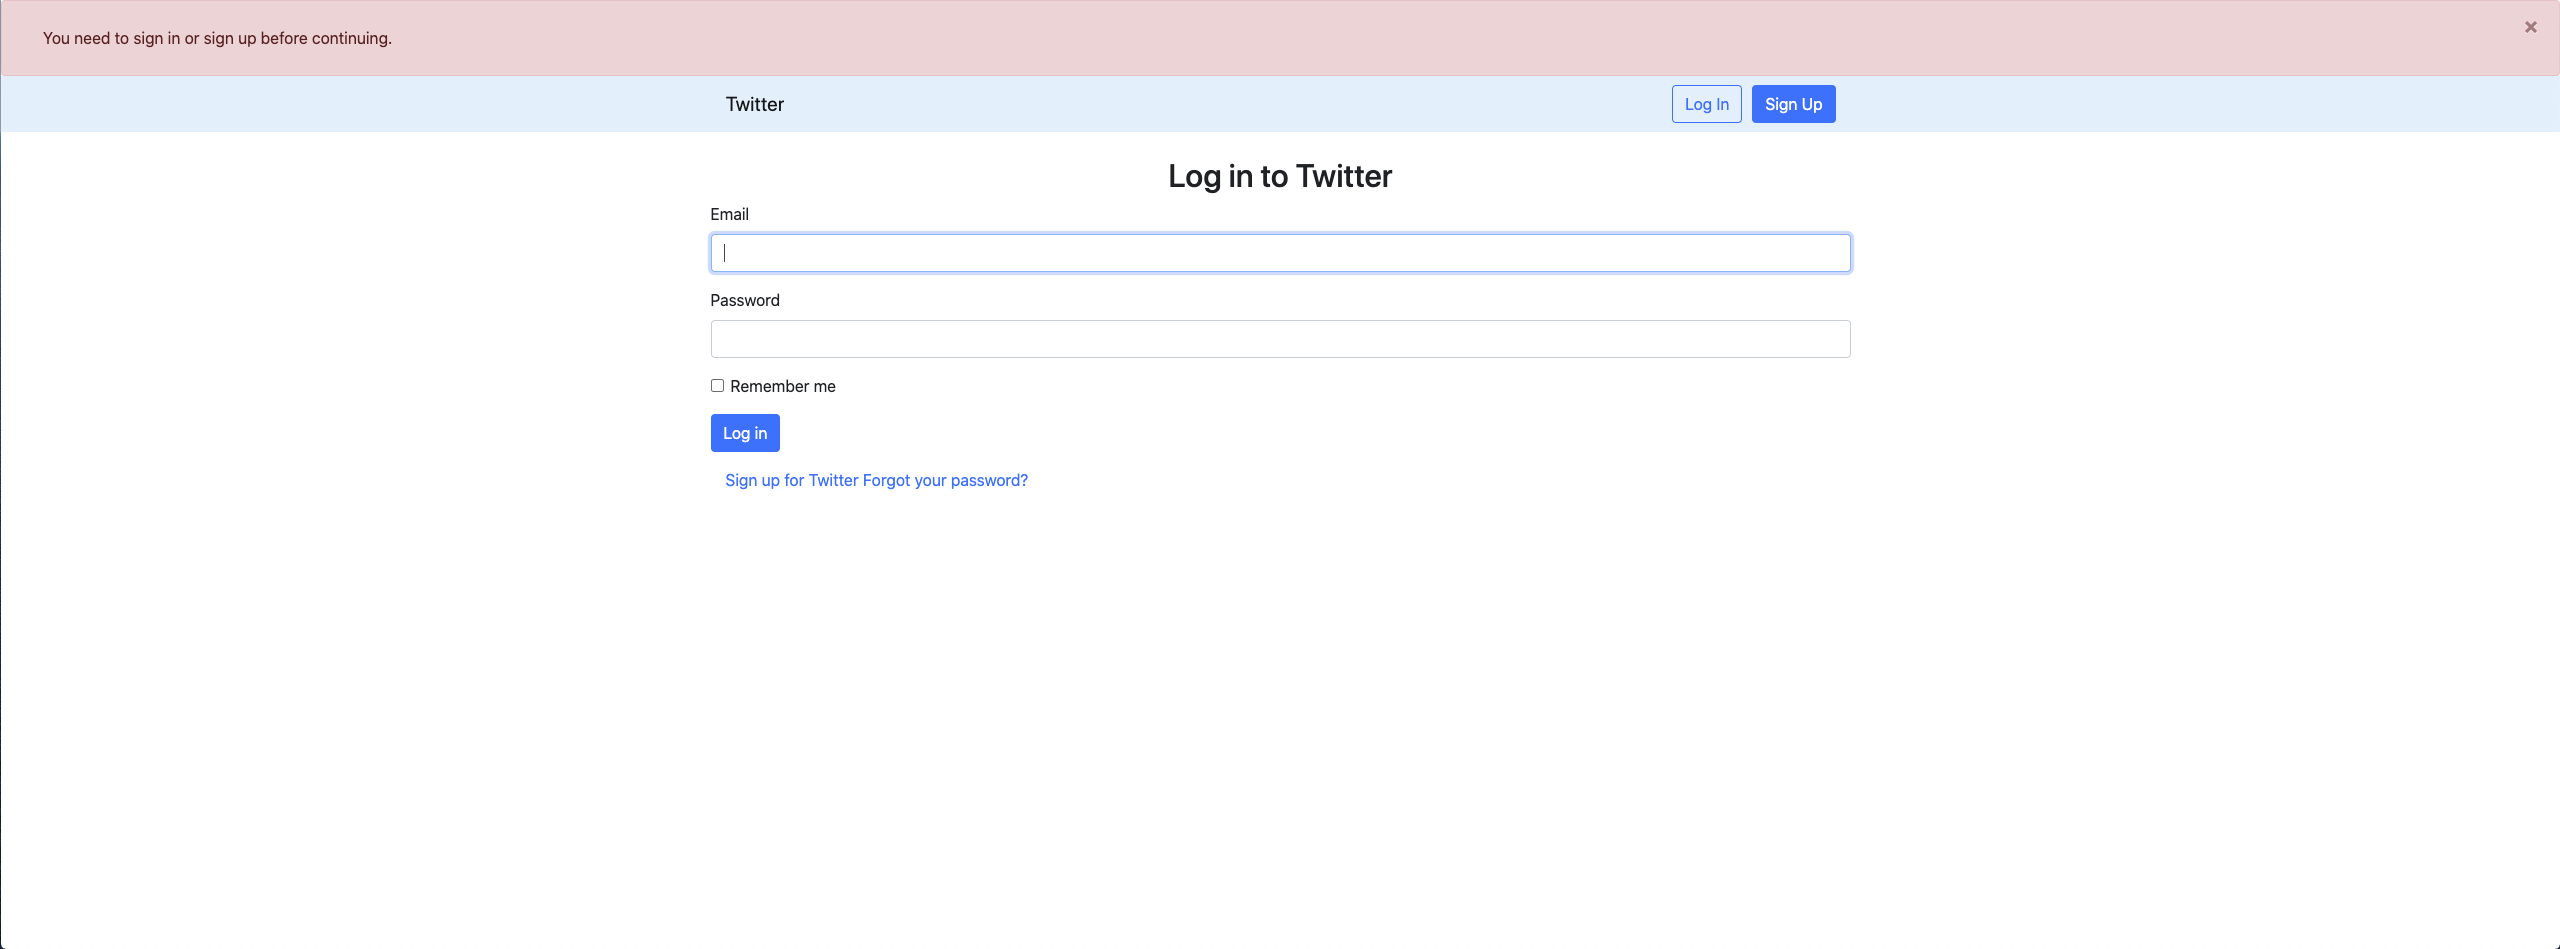 You need to sign in or sign up before continuing.
×
Twitter
Log In
Sign Up
Log in to Twitter
Email
Password
Remember me
Log in
Sign up for Twitter Forgot your password?